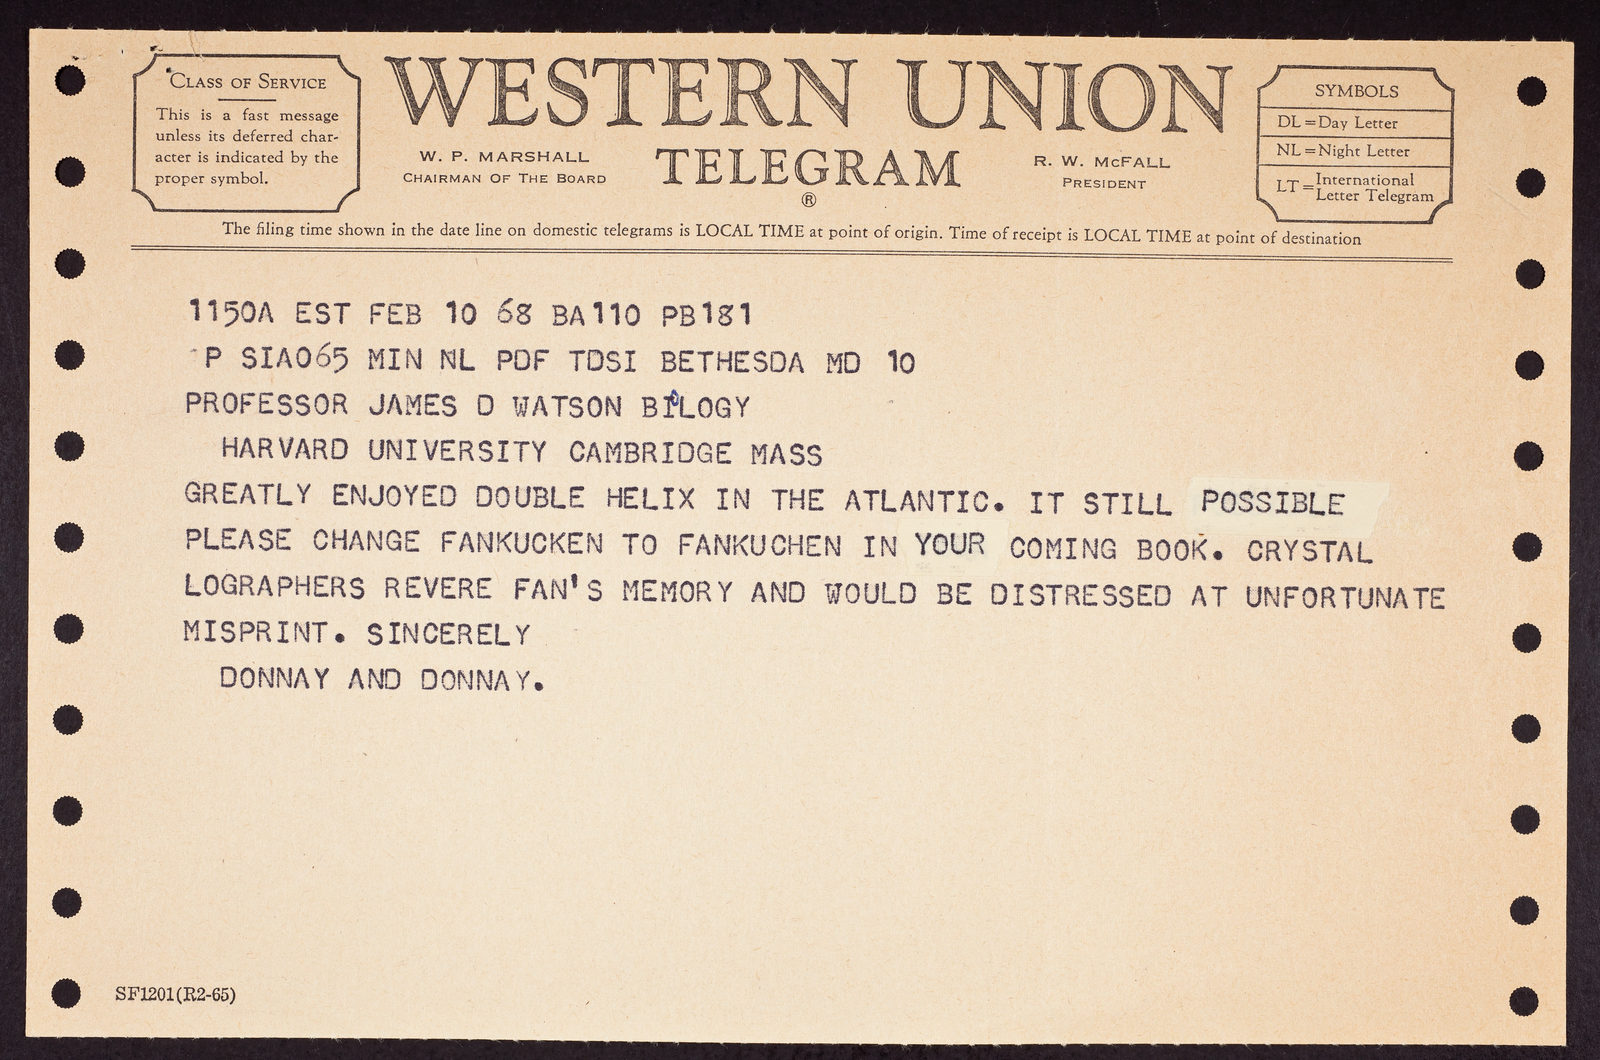 CLASS OF SERVICE
This is a fast message
unless its deferred char-
acter is indicated by the
proper symbol.
WESTERN UNION
TELEGRAM
®
W. P. MARSHALL
CHAIRMAN OF THE BOARD
R. W. McFALL
PRESIDENT
SYMBOLS
DL=Day Letter
NL=Night Letter
LT=International
Letter Telegram
The filing time shown in the date line on domestic telegrams is LOCAL TIME at point of origin. Time of receipt is LOCAL TIME at point of destination
1150A EST FEB 10 68 BA110 PB181
P SIA065 MIN NL PDF TDSI BETHESDA MD 10
PROFESSOR JAMES D WATSON BIOLOGY
HARVARD UNIVERSITY CAMBRIDGE MASS
GREATLY ENJOYED DOUBLE HELIX IN THE ATLANTIC. IT STILL POSSIBLE
PLEASE CHANGE FANKUCKEN TO FANKUCHEN IN YOUR COMING BOOK. CRYSTAL
LOGRAPHERS REVERE FAN'S MEMORY AND WOULD BE DISTRESSED AT UNFORTUNATE
MISPRINT. SINCERELY
DONNAY AND DONNAY.
SF1201(R2-65)